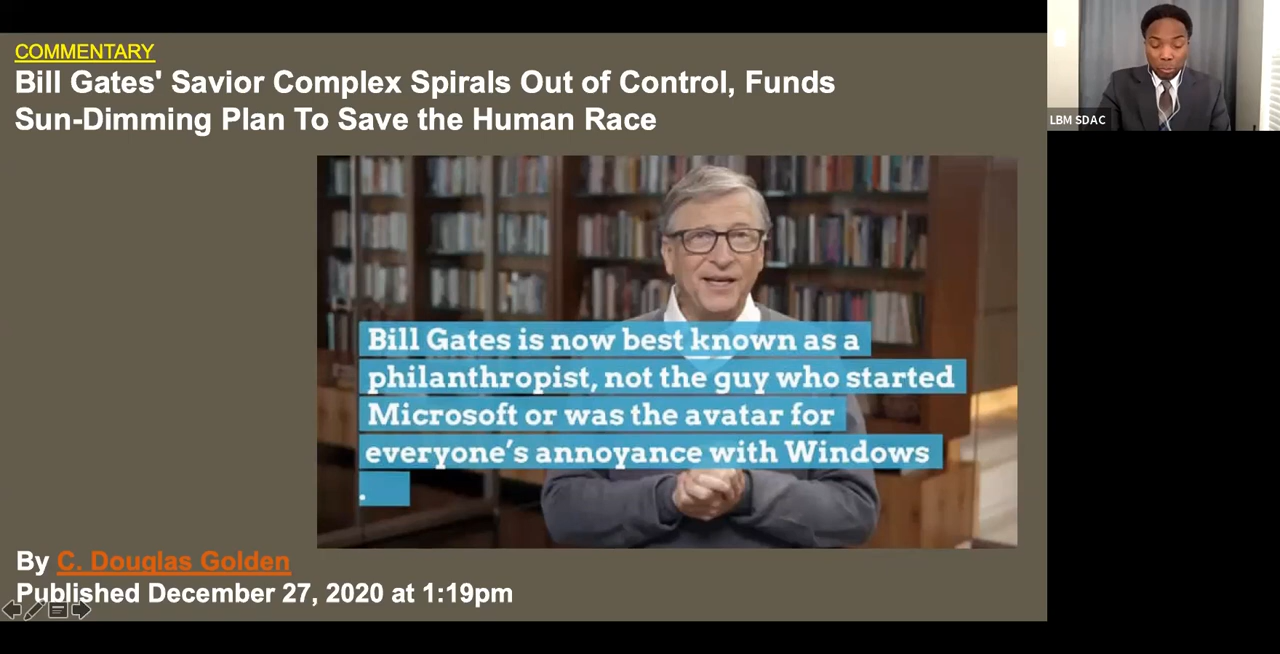 COMMENTARY
Bill Gates' Savior Complex Spirals Out of Control, Funds
Sun-Dimming Plan To Save the Human Race
LBM SDAC
Bill Gates is now best known as a
philanthropist, not the guy who started
Microsoft or was the avatar for
everyone's annoyance with Windows
.
By C. Douglas Golden
Published December 27, 2020 at 1:19pm